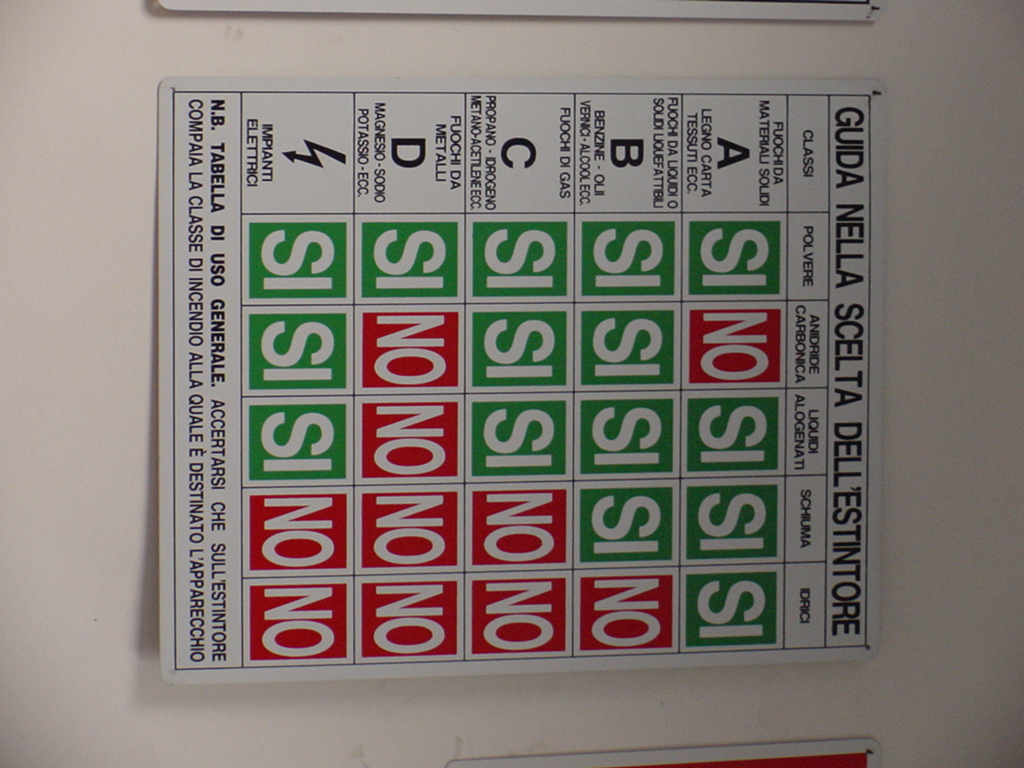 GUIDA NELLA SCELTA DELL'ESTINTORE
CLASSI POLVERE ANIDRIDE CARBONICA LIQUIDI ALOGENATI SCHIUMA IDRICI
FUOCHI DA
MATERIALI SOLIDI
A
LEGNO CARTA
TESSUTI ECC.
SI NO SI SI SI
FUOCHI DA LIQUIDI O
SOLIDI LIQUEFATTIBILI
B
BENZINE - OLII
VERNICI - ALCOOL ECC.
SI SI SI SI NO
FUOCHI DI GAS
C
PROPANO - IDROGENO
METANO-ACETILENE ECC.
SI SI SI NO NO
FUOCHI DA
METALLI
D
MAGNESIO - SODIO
POTASSIO - ECC.
SI NO NO NO NO
IMPIANTI
ELETTRICI
SI SI SI NO NO
N.B. TABELLA DI USO GENERALE. ACCERTARSI CHE SULL'ESTINTORE
COMPAIA LA CLASSE DI INCENDIO ALLA QUALE È DESTINATO L'APPARECCHIO